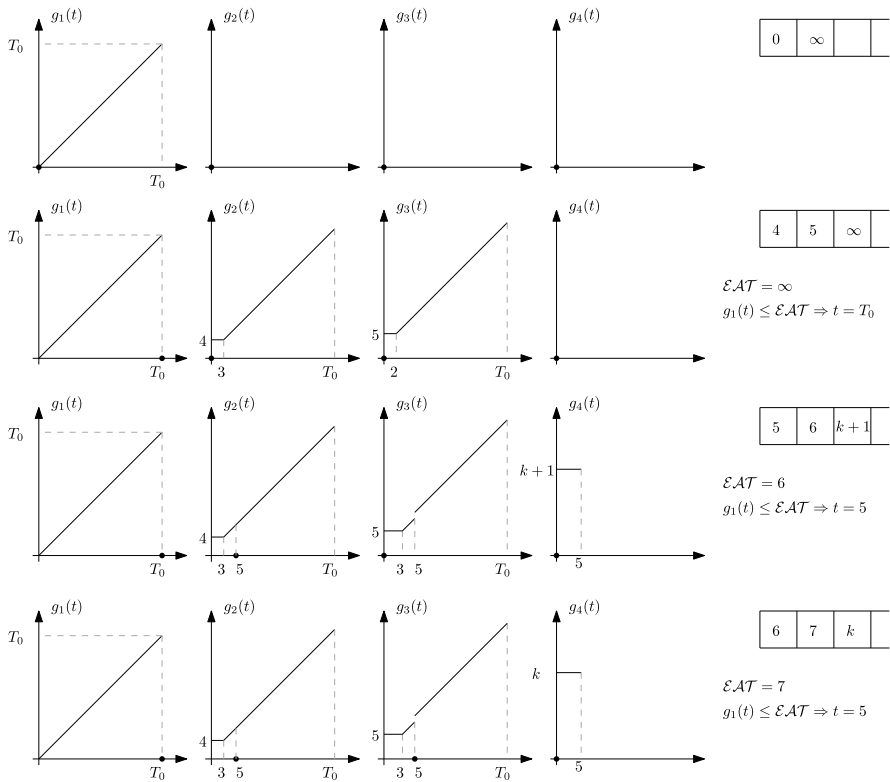 g₁(t) g₂(t) g₃(t) g₄(t)
T₀ 0 ∞
T₀
g₁(t) g₂(t) g₃(t) g₄(t)
T₀ 4 5 ∞
ℰ𝒜𝒯 = ∞
g₁(t) ≤ ℰ𝒜𝒯 ⇒ t = T₀
4 5
T₀ 3 T₀ 2 T₀
g₁(t) g₂(t) g₃(t) g₄(t)
T₀ 5 6 k + 1
k + 1
ℰ𝒜𝒯 = 6
g₁(t) ≤ ℰ𝒜𝒯 ⇒ t = 5
4 5
T₀ 3 5 T₀ 3 5 T₀ 5
g₁(t) g₂(t) g₃(t) g₄(t)
T₀ 6 7 k
k
ℰ𝒜𝒯 = 7
g₁(t) ≤ ℰ𝒜𝒯 ⇒ t = 5
4 5
T₀ 3 5 T₀ 3 5 T₀ 5